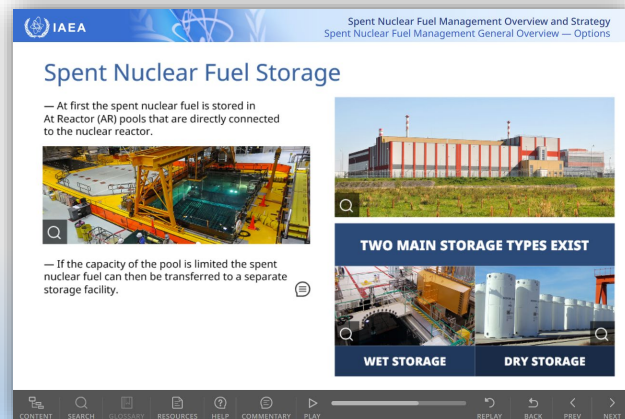 IAEA
Spent Nuclear Fuel Management Overview and Strategy
Spent Nuclear Fuel Management General Overview — Options
Spent Nuclear Fuel Storage
— At first the spent nuclear fuel is stored in
At Reactor (AR) pools that are directly connected
to the nuclear reactor.
— If the capacity of the pool is limited the spent
nuclear fuel can then be transferred to a separate
storage facility.
TWO MAIN STORAGE TYPES EXIST
WET STORAGE
DRY STORAGE
CONTENT SEARCH GLOSSARY RESOURCES HELP COMMENTARY PLAY REPLAY BACK PREV NEXT